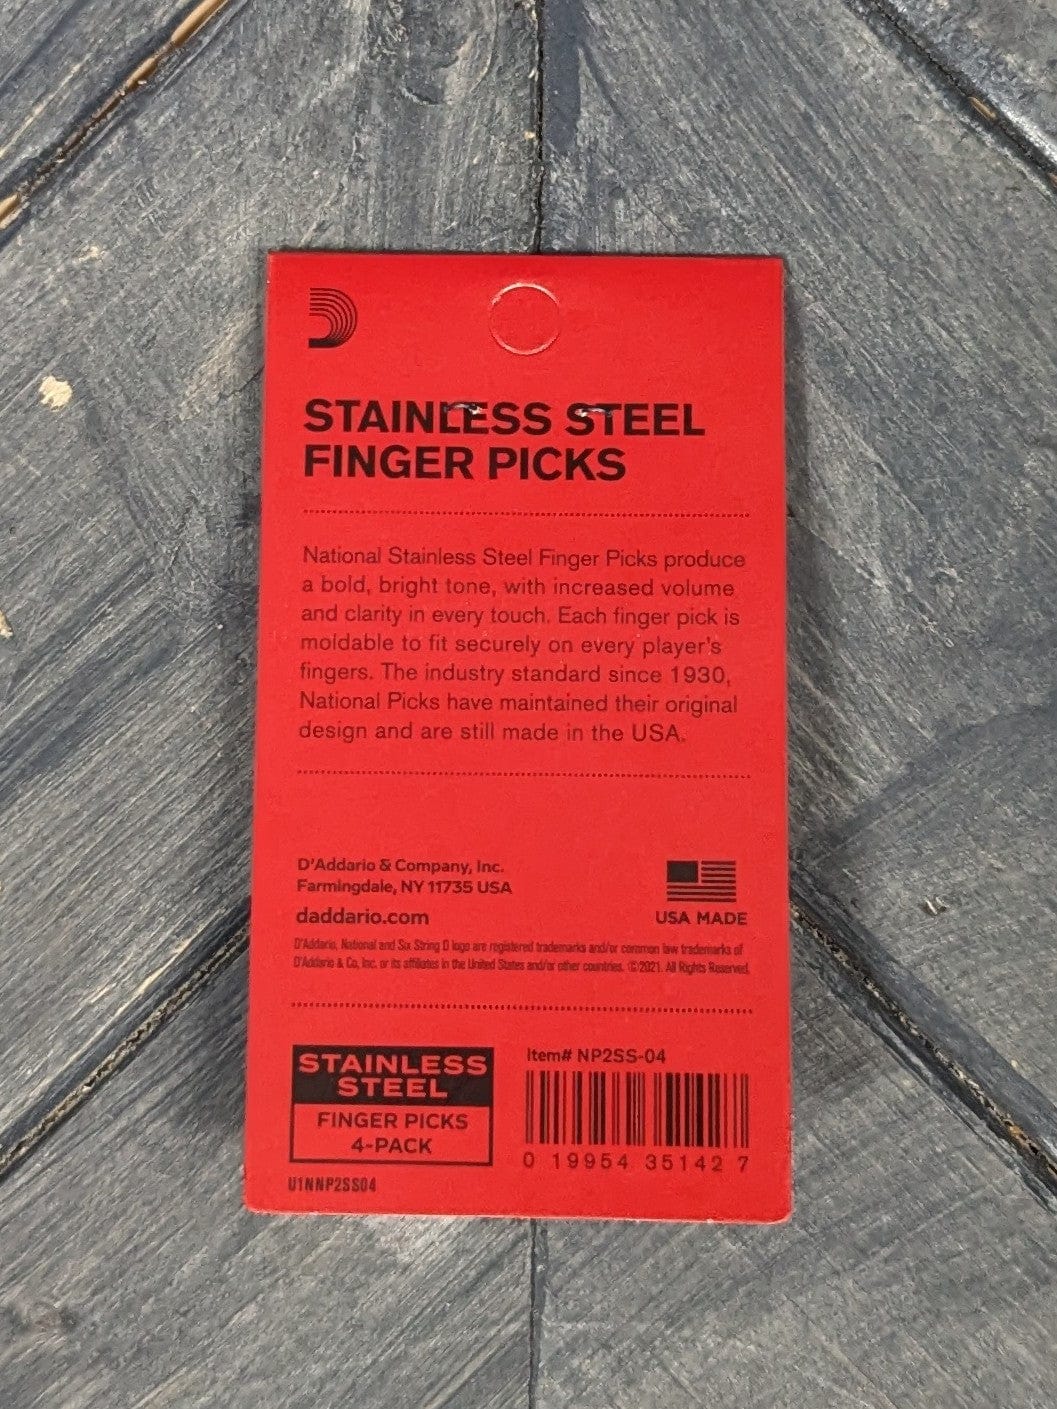 STAINLESS STEEL
FINGER PICKS
National Stainless Steel Finger Picks produce
a bold, bright tone, with increased volume
and clarity in every touch. Each finger pick is
moldable to fit securely on every player's
fingers. The industry standard since 1930,
National Picks have maintained their original
design and are still made in the USA.
D'Addario & Company, Inc.
Farmingdale, NY 11735 USA
daddario.com
USA MADE
D'Addario, National and Six String D logo are registered trademarks and/or common law trademarks of
D'Addario & Co, Inc. or its affiliates in the United States and/or other countries. ©2021. All Rights Reserved.
STAINLESS
STEEL
FINGER PICKS
4-PACK
U1NNP2SS04
Item# NP2SS-04
0 19954 35142 7